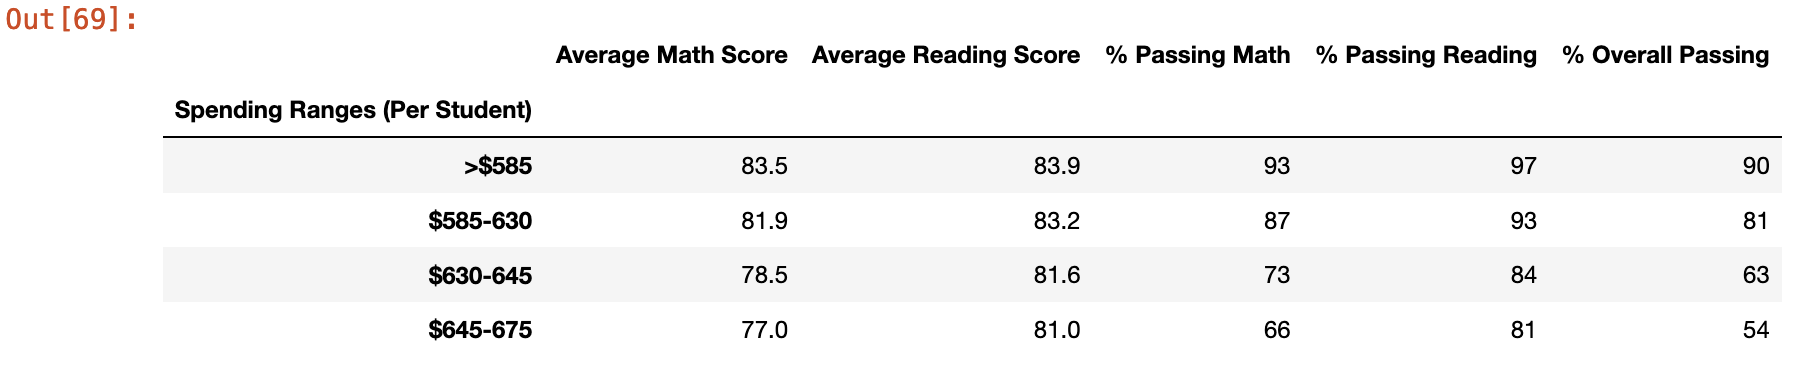 Out[69]:
Average Math Score Average Reading Score % Passing Math % Passing Reading % Overall Passing
Spending Ranges (Per Student)
>$585 83.5 83.9 93 97 90
$585-630 81.9 83.2 87 93 81
$630-645 78.5 81.6 73 84 63
$645-675 77.0 81.0 66 81 54